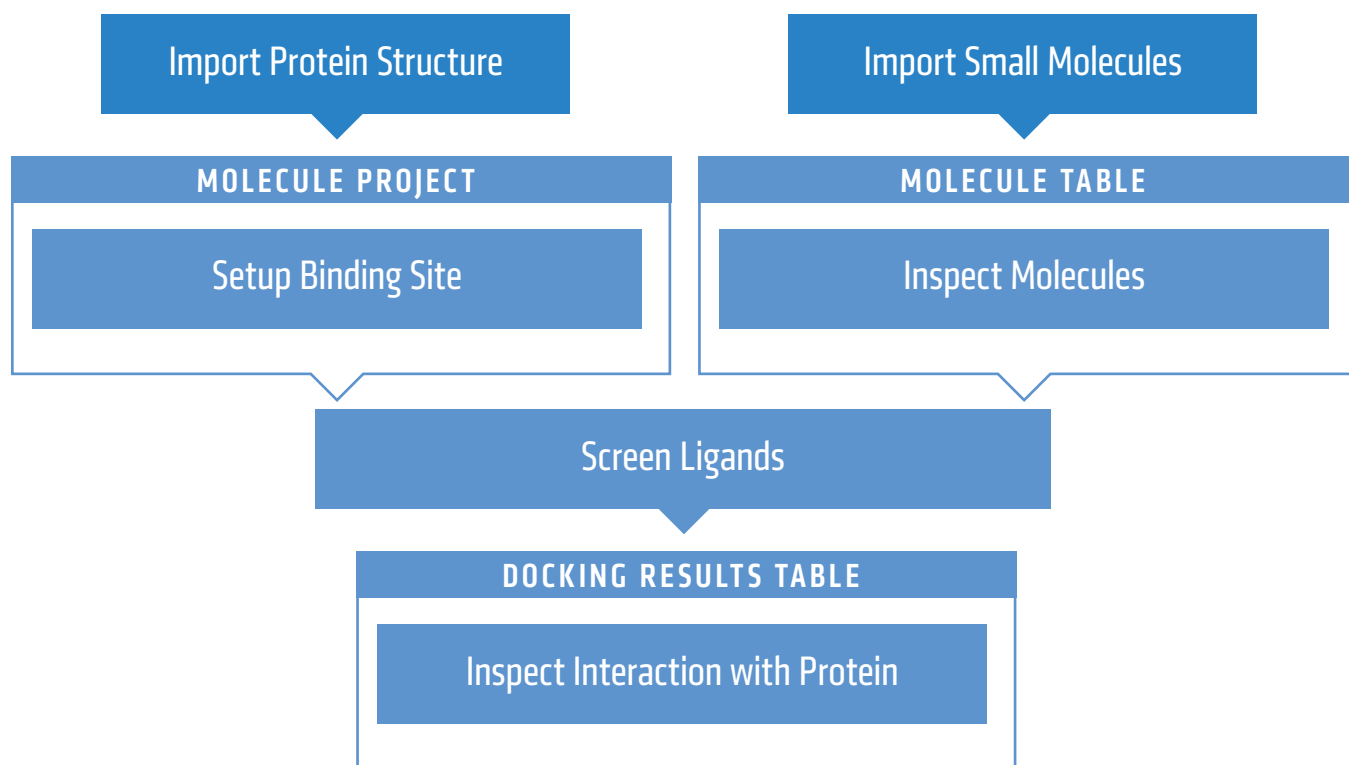 Import Protein Structure
Import Small Molecules
MOLECULE PROJECT
MOLECULE TABLE
Setup Binding Site
Inspect Molecules
Screen Ligands
DOCKING RESULTS TABLE
Inspect Interaction with Protein